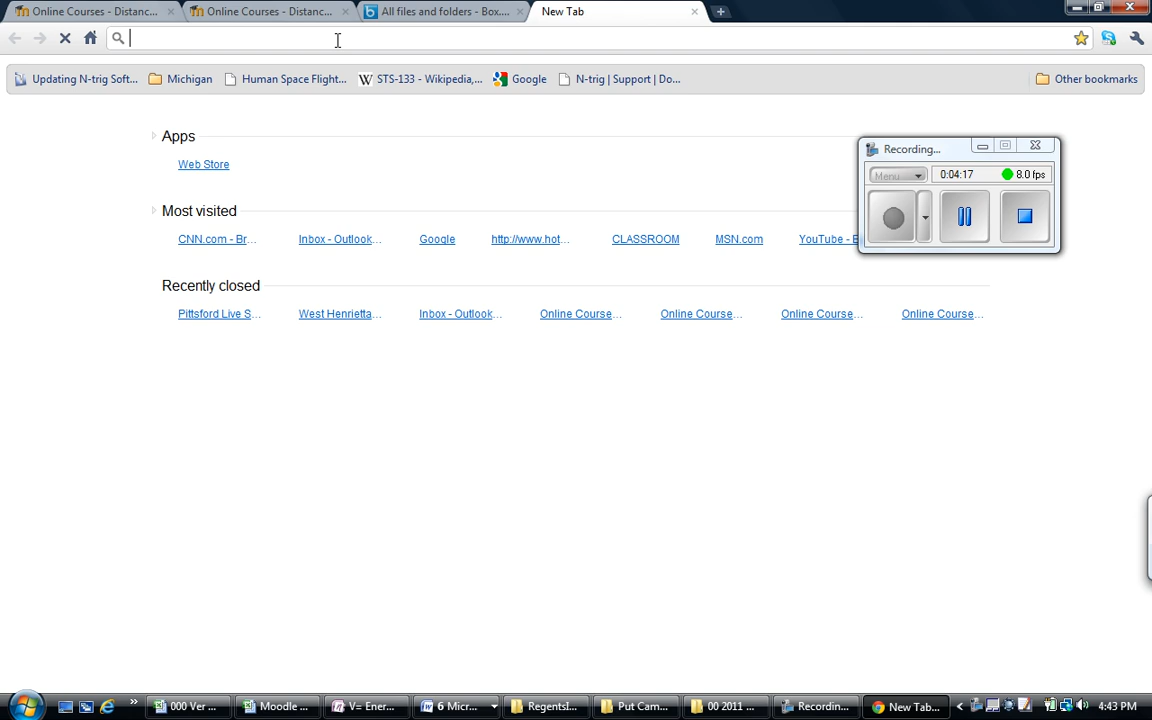 Online Courses - Distanc... Online Courses - Distanc... All files and folders - Box.... New Tab
Updating N-trig Soft... Michigan Human Space Flight... STS-133 - Wikipedia,... Google N-trig | Support | Do... Other bookmarks
Apps
Web Store
Recording...
Menu 0:04:17 8.0 fps
Most visited
CNN.com - Br... Inbox - Outlook... Google http://www.hot... CLASSROOM MSN.com YouTube - B
Recently closed
Pittsford Live S... West Henrietta... Inbox - Outlook... Online Course... Online Course... Online Course... Online Course...
000 Ver ... Moodle ... V= Ener... 6 Micr... RegentsI... Put Cam... 00 2011 ... Recordin... New Tab... 4:43 PM